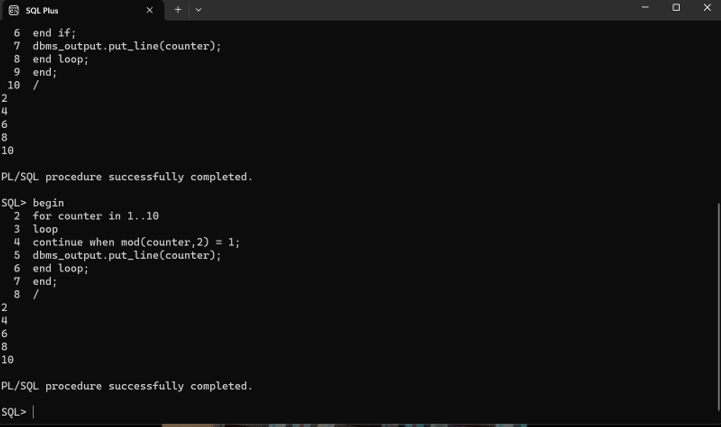 SQL Plus
6 end if;
7 dbms_output.put_line(counter);
8 end loop;
9 end;
10 /
2
4
6
8
10
PL/SQL procedure successfully completed.
SQL> begin
2 for counter in 1..10
3 loop
4 continue when mod(counter,2) = 1;
5 dbms_output.put_line(counter);
6 end loop;
7 end;
8 /
2
4
6
8
10
PL/SQL procedure successfully completed.
SQL>